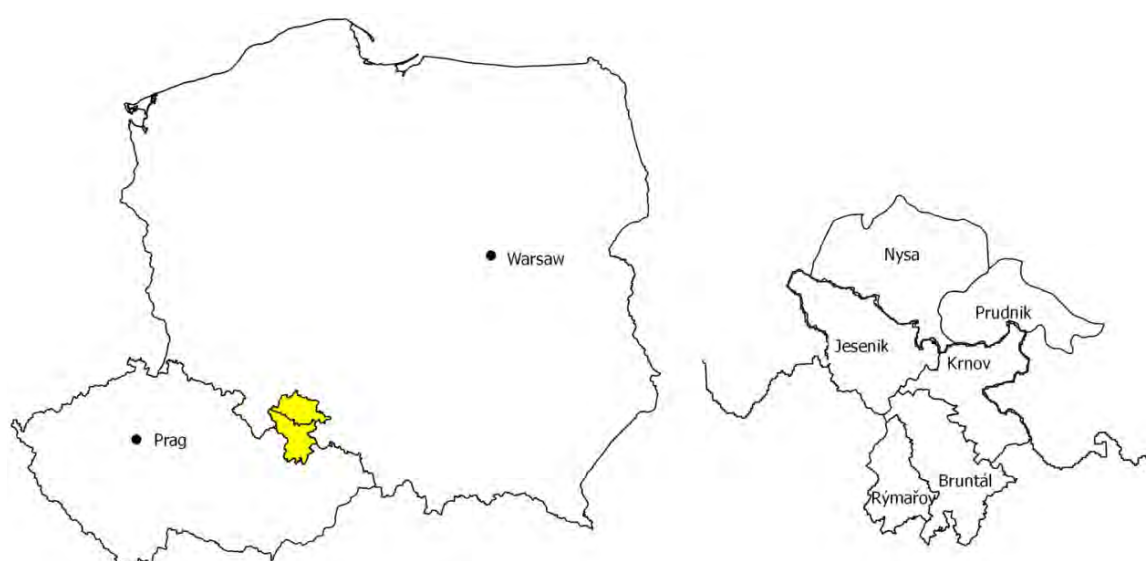 Warsaw
Prag
Nysa
Prudnik
Jesenik
Krnov
Bruntál
Rýmařov